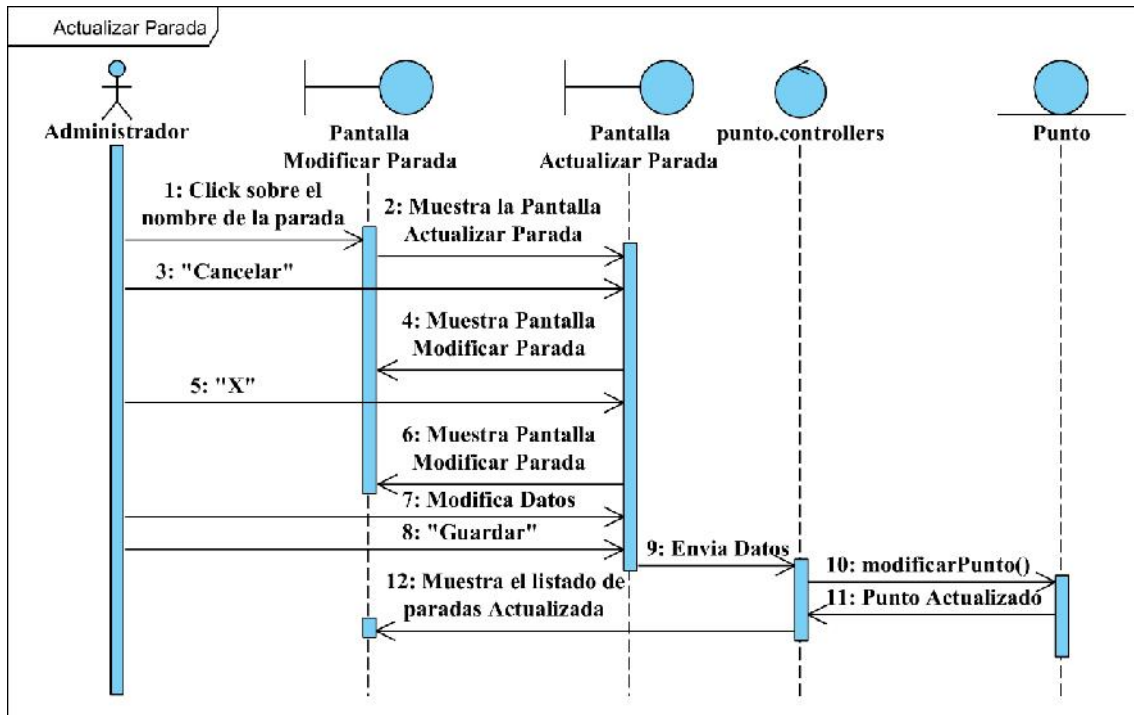 Actualizar Parada
Administrador
Pantalla
Modificar Parada
Pantalla
Actualizar Parada
punto.controllers
Punto
1: Click sobre el
nombre de la parada
2: Muestra la Pantalla
Actualizar Parada
3: "Cancelar"
4: Muestra Pantalla
Modificar Parada
5: "X"
6: Muestra Pantalla
Modificar Parada
7: Modifica Datos
8: "Guardar"
9: Envia Datos
10: modificarPunto()
11: Punto Actualizado
12: Muestra el listado de
paradas Actualizada